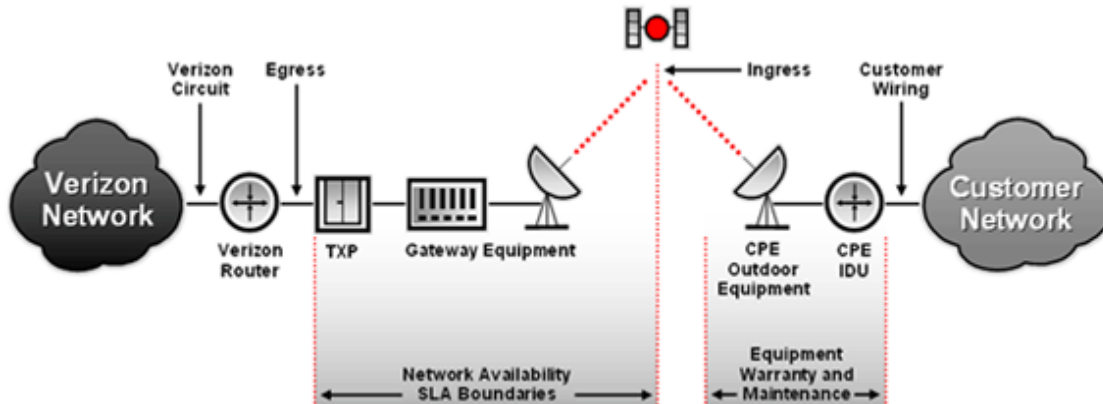 Verizon
Circuit
Egress
Ingress
Customer
Wiring
Verizon
Network
Customer
Network
Verizon
Router
TXP
Gateway Equipment
CPE
Outdoor
Equipment
CPE
IDU
Network Availability
SLA Boundaries
Equipment
Warranty and
Maintenance